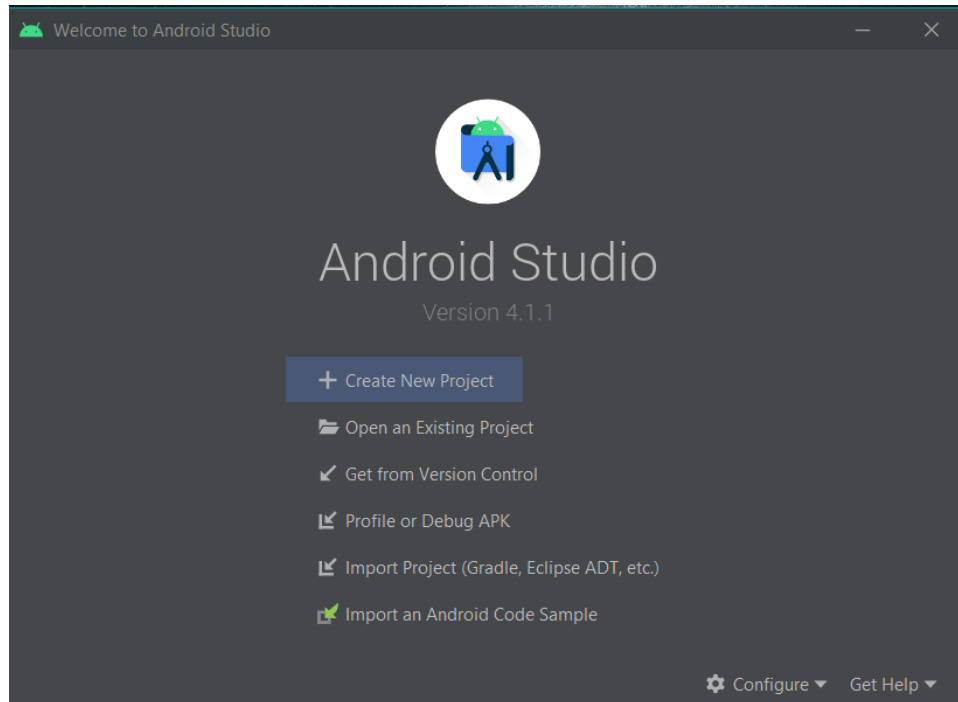 Welcome to Android Studio
Android Studio
Version 4.1.1
Create New Project
Open an Existing Project
Get from Version Control
Profile or Debug APK
Import Project (Gradle, Eclipse ADT, etc.)
Import an Android Code Sample
Configure Get Help